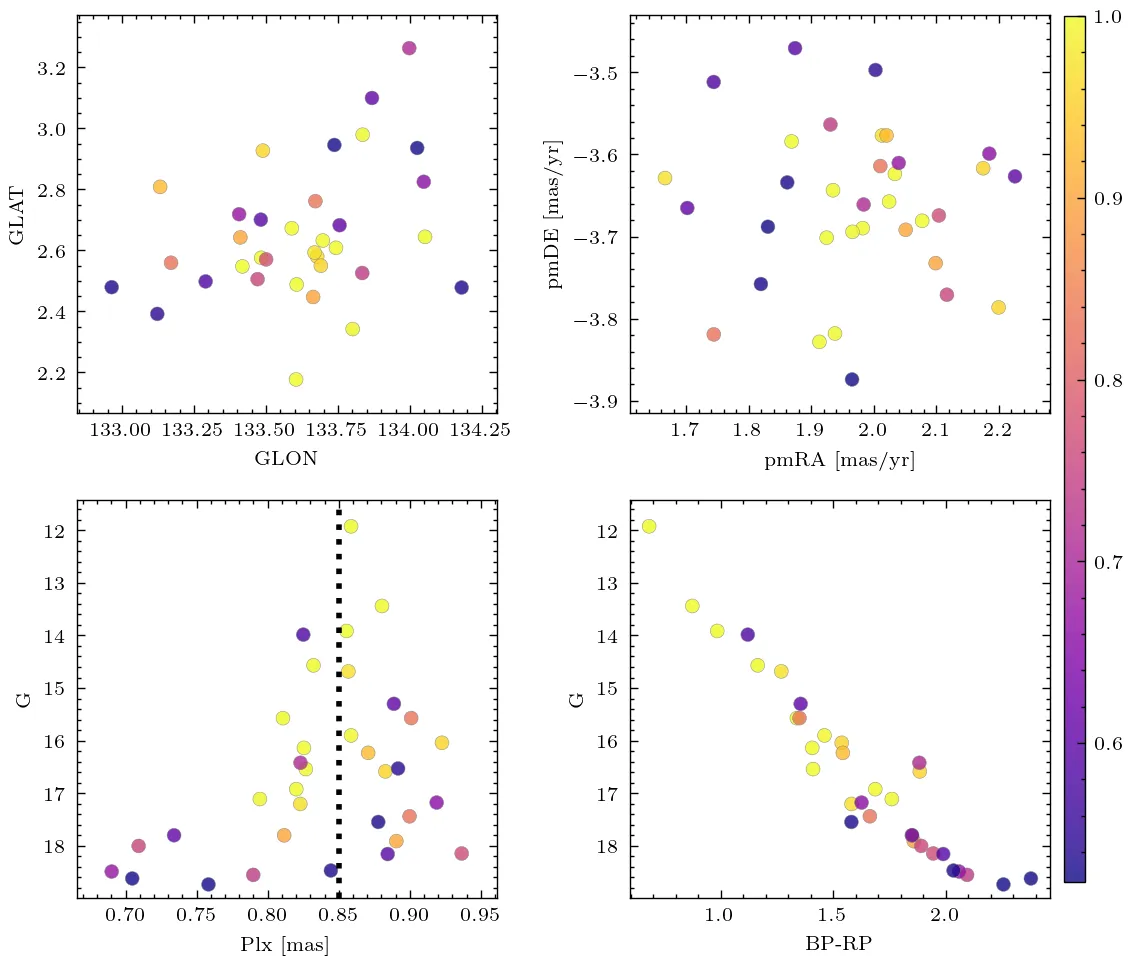 3.2
3.0
2.8
2.6
2.4
2.2
GLAT
133.00 133.25 133.50 133.75 134.00 134.25
GLON
−3.5
−3.6
−3.7
−3.8
−3.9
pmDE [mas/yr]
1.7 1.8 1.9 2.0 2.1 2.2
pmRA [mas/yr]
12
13
14
15
16
17
18
G
0.70 0.75 0.80 0.85 0.90 0.95
Plx [mas]
12
13
14
15
16
17
18
G
1.0 1.5 2.0
BP-RP
1.0
0.9
0.8
0.7
0.6